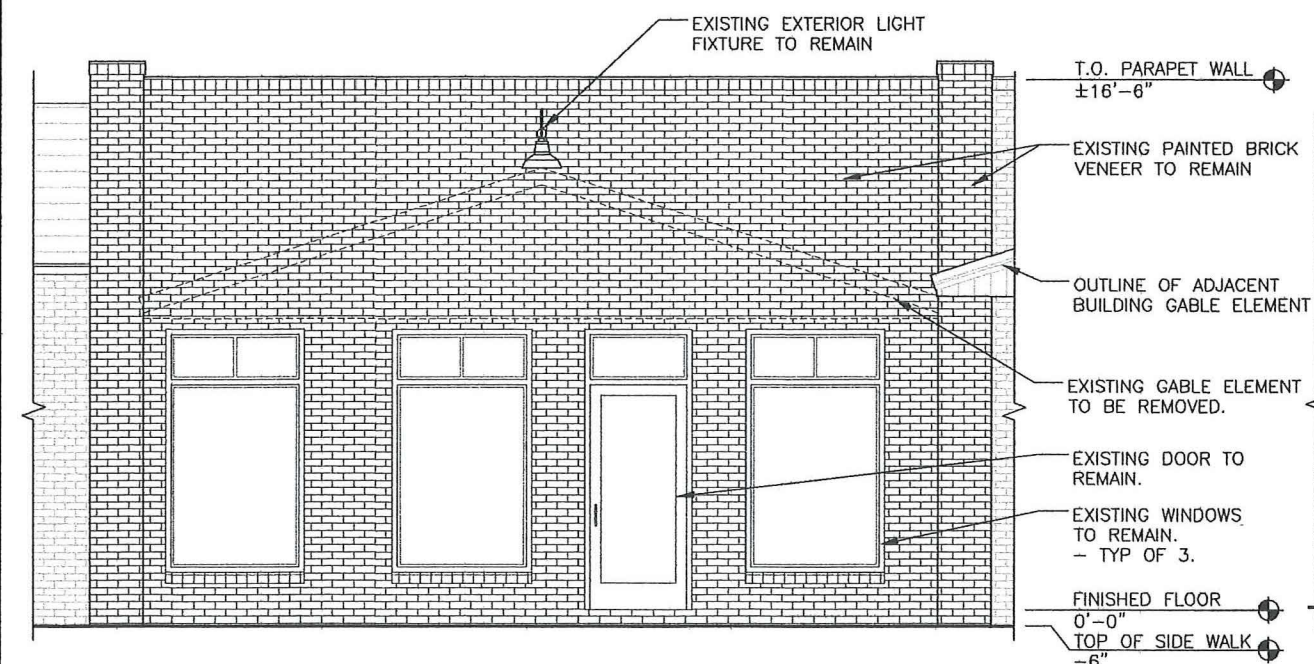 EXISTING EXTERIOR LIGHT
FIXTURE TO REMAIN
T.O. PARAPET WALL
±16'-6"
EXISTING PAINTED BRICK
VENEER TO REMAIN
OUTLINE OF ADJACENT
BUILDING GABLE ELEMENT
EXISTING GABLE ELEMENT
TO BE REMOVED.
EXISTING DOOR TO
REMAIN.
EXISTING WINDOWS
TO REMAIN.
- TYP OF 3.
FINISHED FLOOR
0'-0"
TOP OF SIDE WALK
-6"